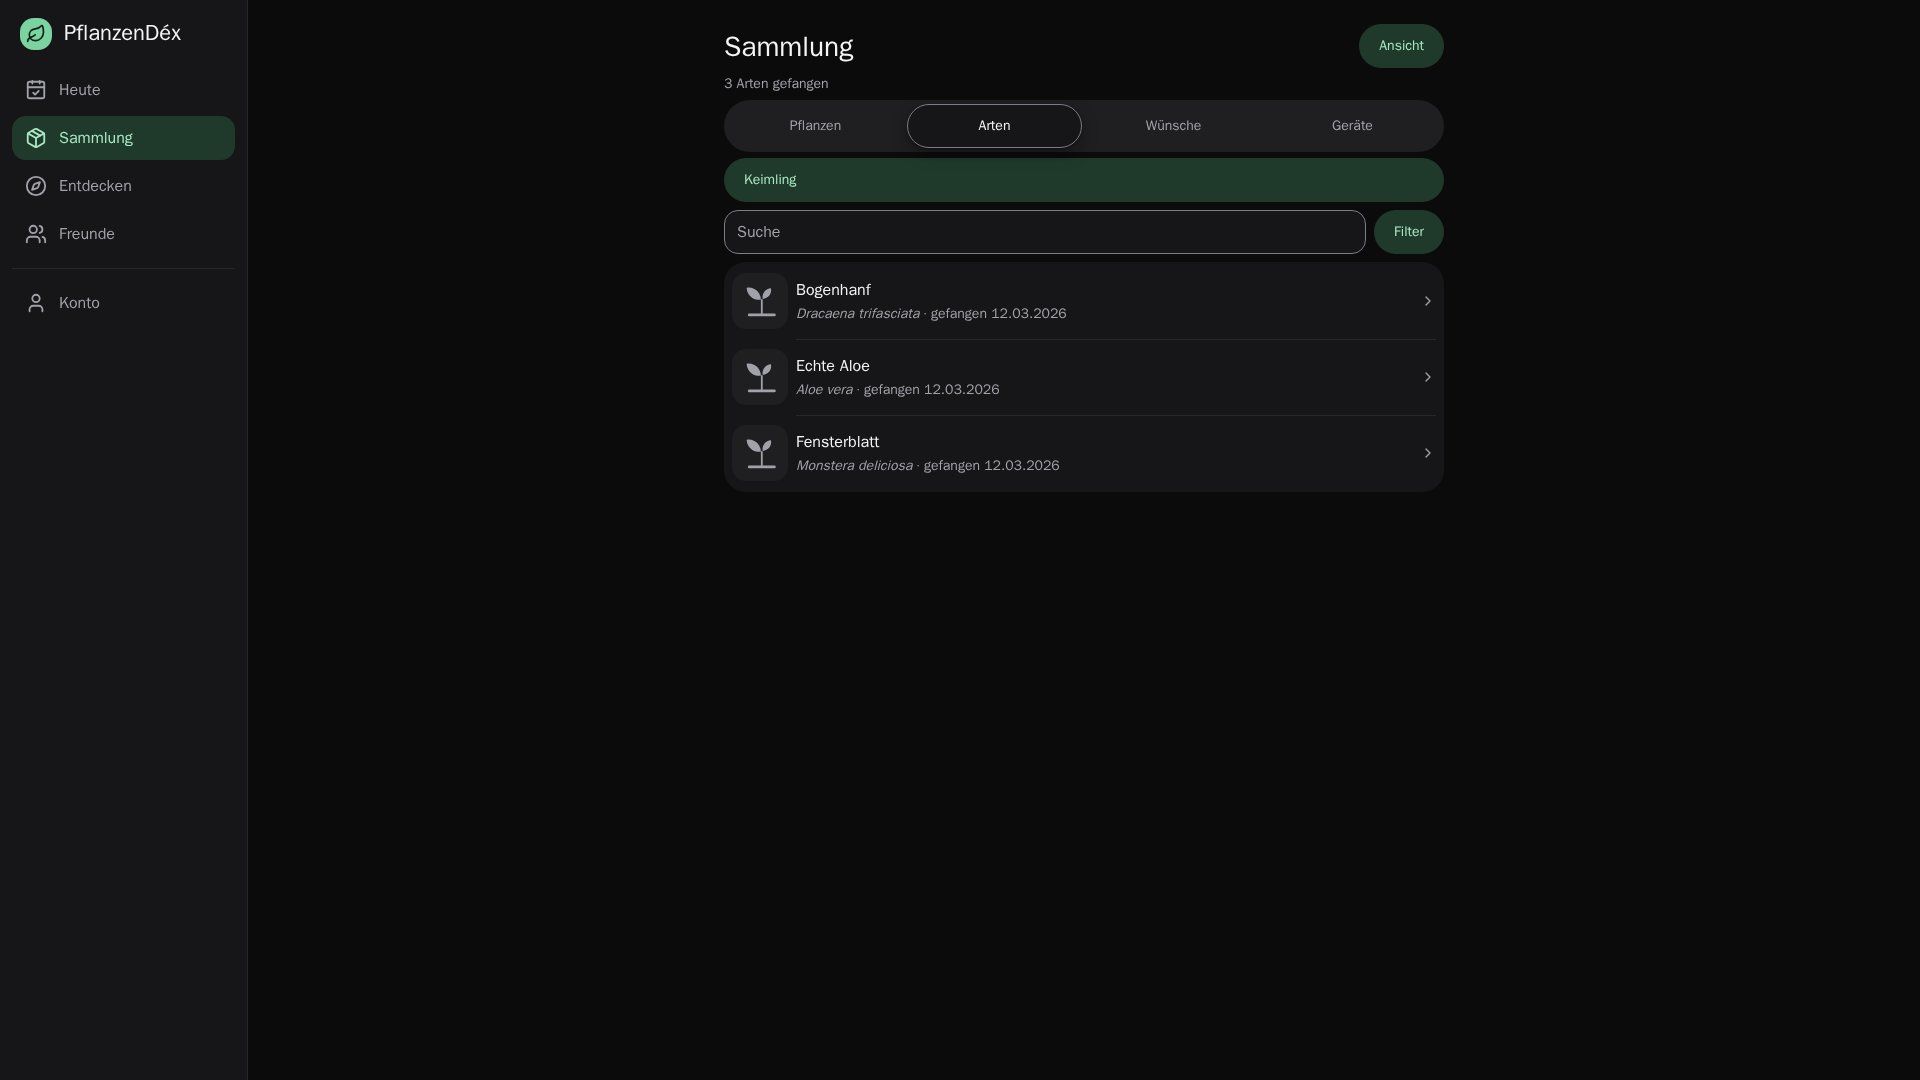 PflanzenDéx
Heute
Sammlung
Entdecken
Freunde
Konto
Sammlung
Ansicht
3 Arten gefangen
Pflanzen
Arten
Wünsche
Geräte
Keimling
Suche
Filter
Bogenhanf
Dracaena trifasciata · gefangen 12.03.2026
Echte Aloe
Aloe vera · gefangen 12.03.2026
Fensterblatt
Monstera deliciosa · gefangen 12.03.2026